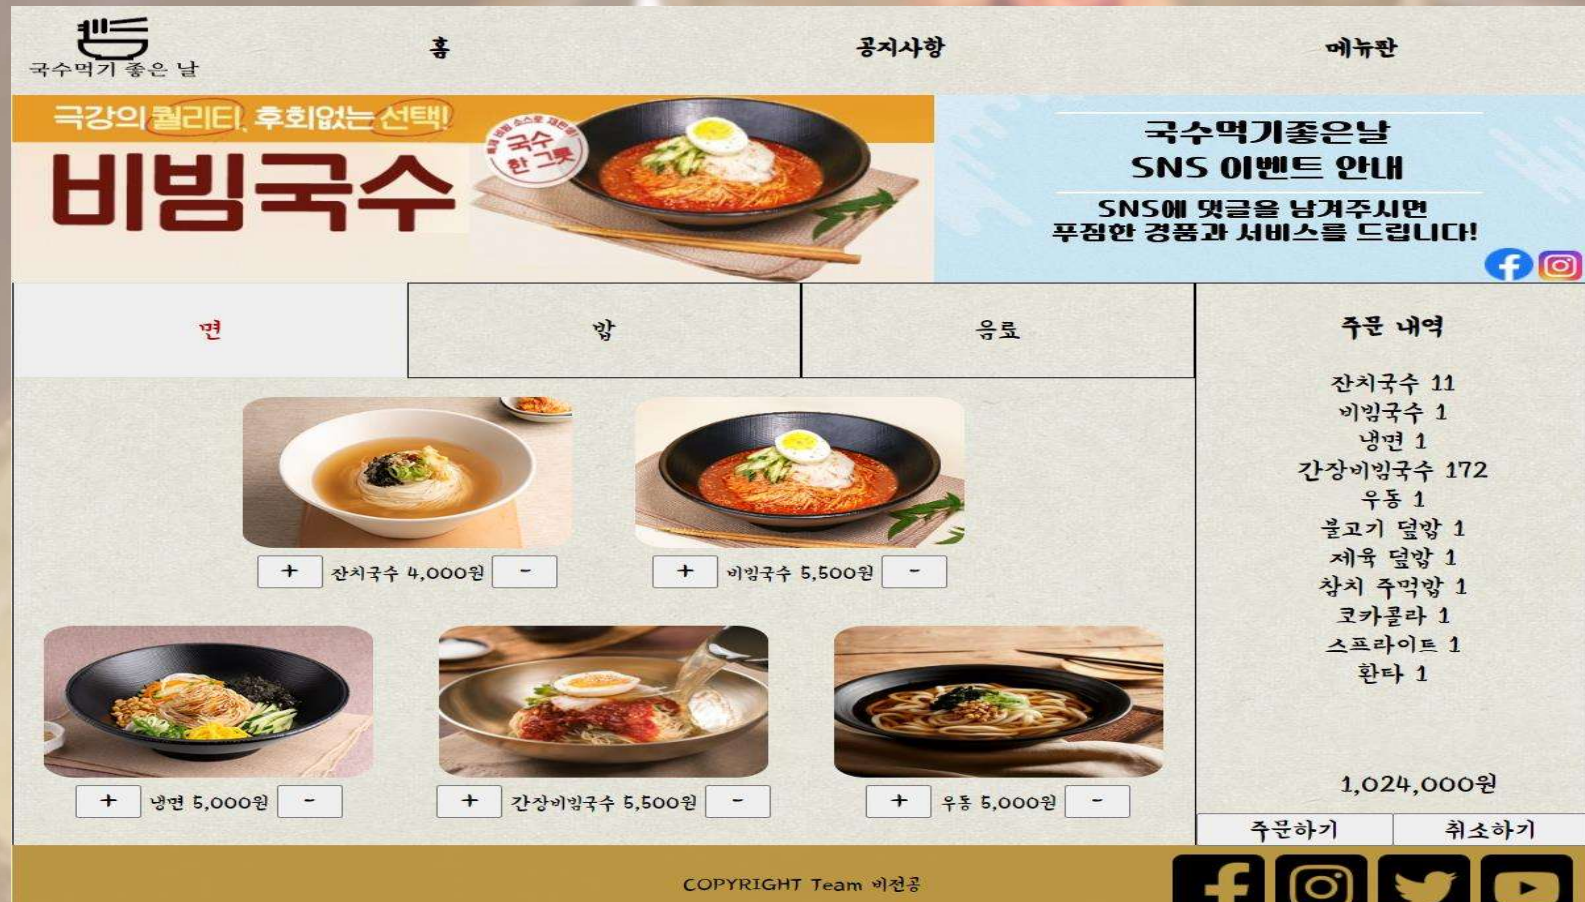 국수먹기 좋은 날
홈
공지사항
메뉴판
극강의 퀄리티, 후회없는 선택!
비빔국수
국수
한 그릇
국수먹기좋은날
SNS 이벤트 안내
SNS에 댓글을 남겨주시면
푸짐한 경품과 서비스를 드립니다!
면
밥
음료
+ 잔치국수 4,000원 -
+ 비빔국수 5,500원 -
+ 냉면 5,000원 -
+ 간장비빔국수 5,500원 -
+ 우동 5,000원 -
주문 내역
잔치국수 11
비빔국수 1
냉면 1
간장비빔국수 172
우동 1
불고기 덮밥 1
제육 덮밥 1
참치 주먹밥 1
코카콜라 1
스프라이트 1
환타 1
1,024,000원
주문하기
취소하기
COPYRIGHT Team 비전공